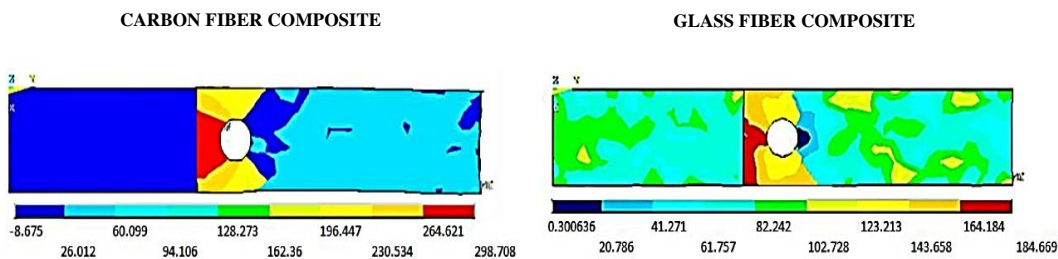 CARBON FIBER COMPOSITE
GLASS FIBER COMPOSITE
Z Y
X
Z Y
X
-8.675 60.099 128.273 196.447 264.621
26.012 94.106 162.36 230.534 298.708
0.300636 41.271 82.242 123.213 164.184
20.786 61.757 102.728 143.658 184.669